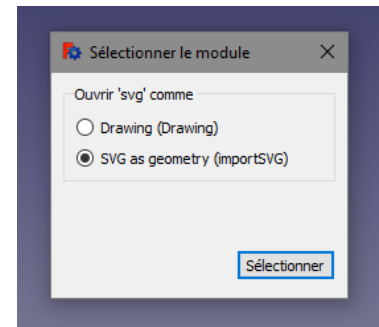 Sélectionner le module
Ouvrir 'svg' comme
Drawing (Drawing)
SVG as geometry (importSVG)
Sélectionner